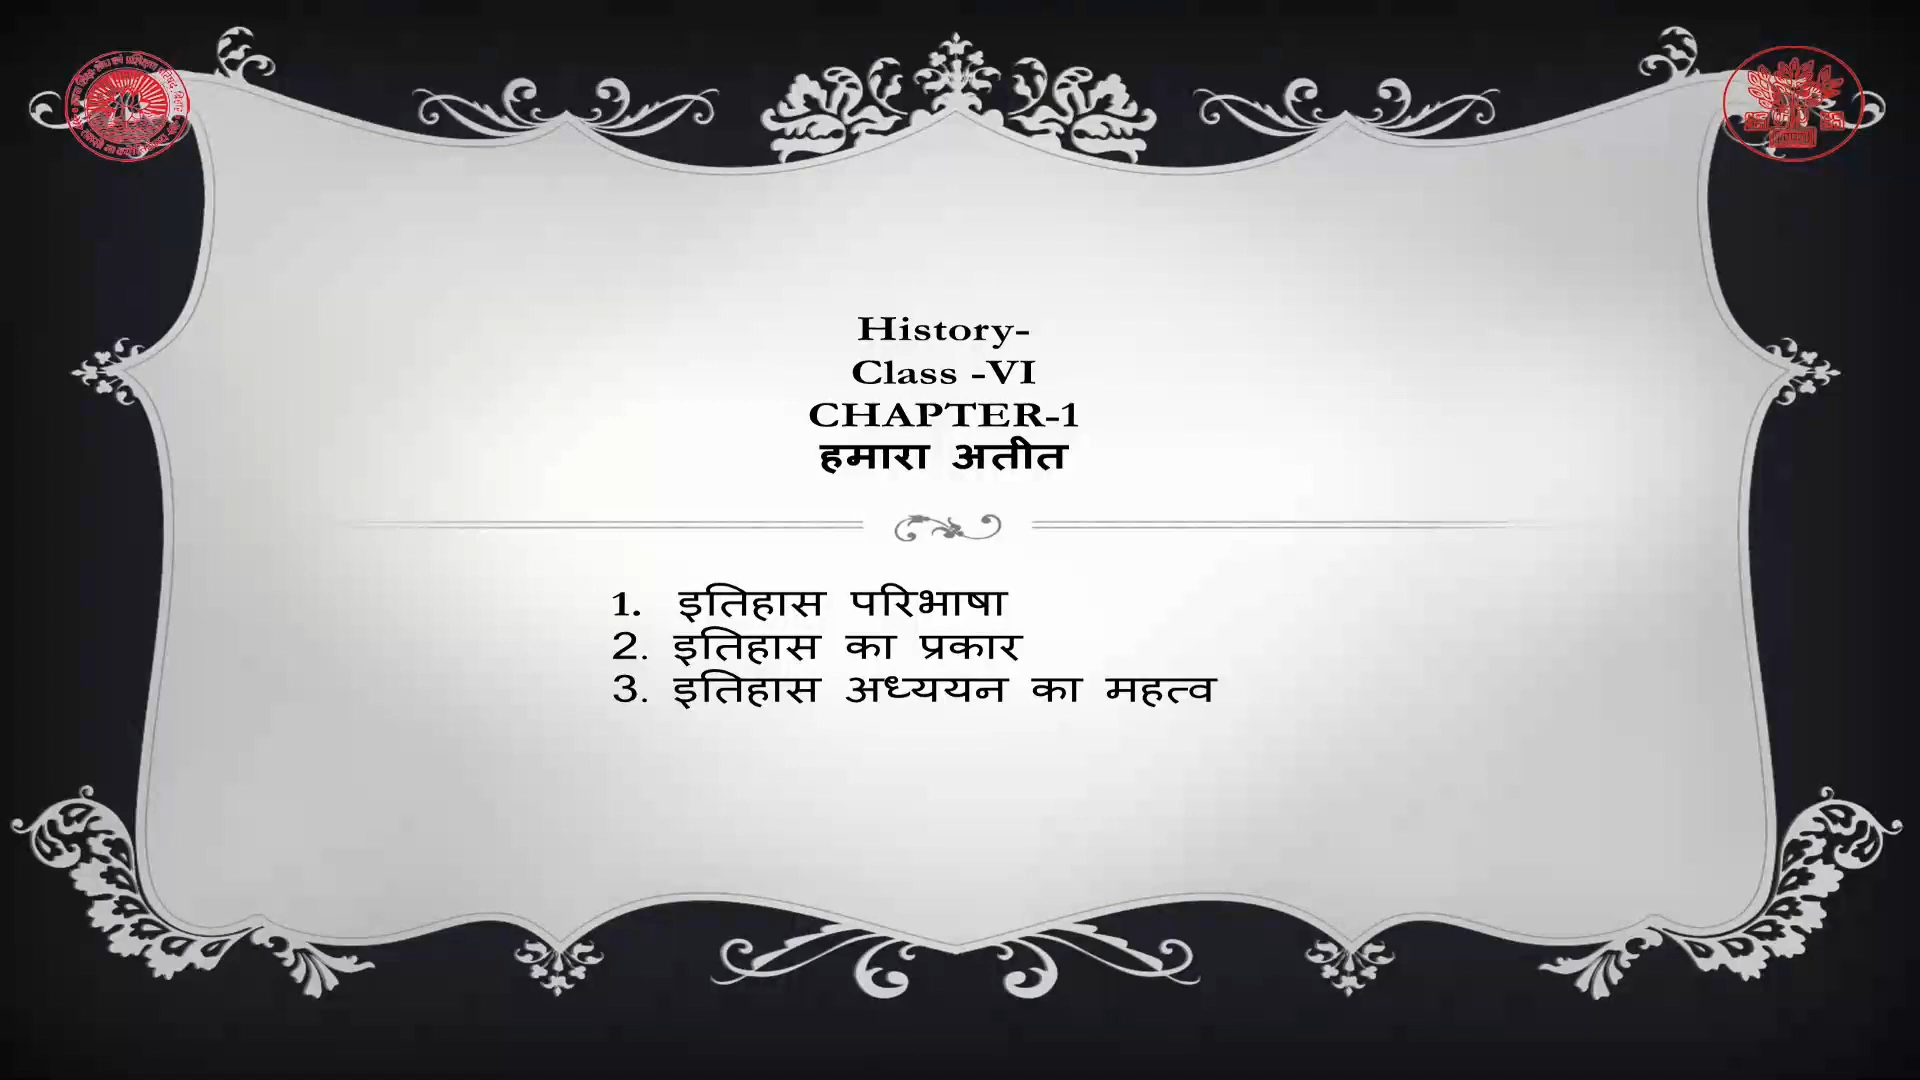 History-
Class -VI
CHAPTER-1
हमारा अतीत
1. इतिहास परिभाषा
2. इतिहास का प्रकार
3. इतिहास अध्ययन का महत्व